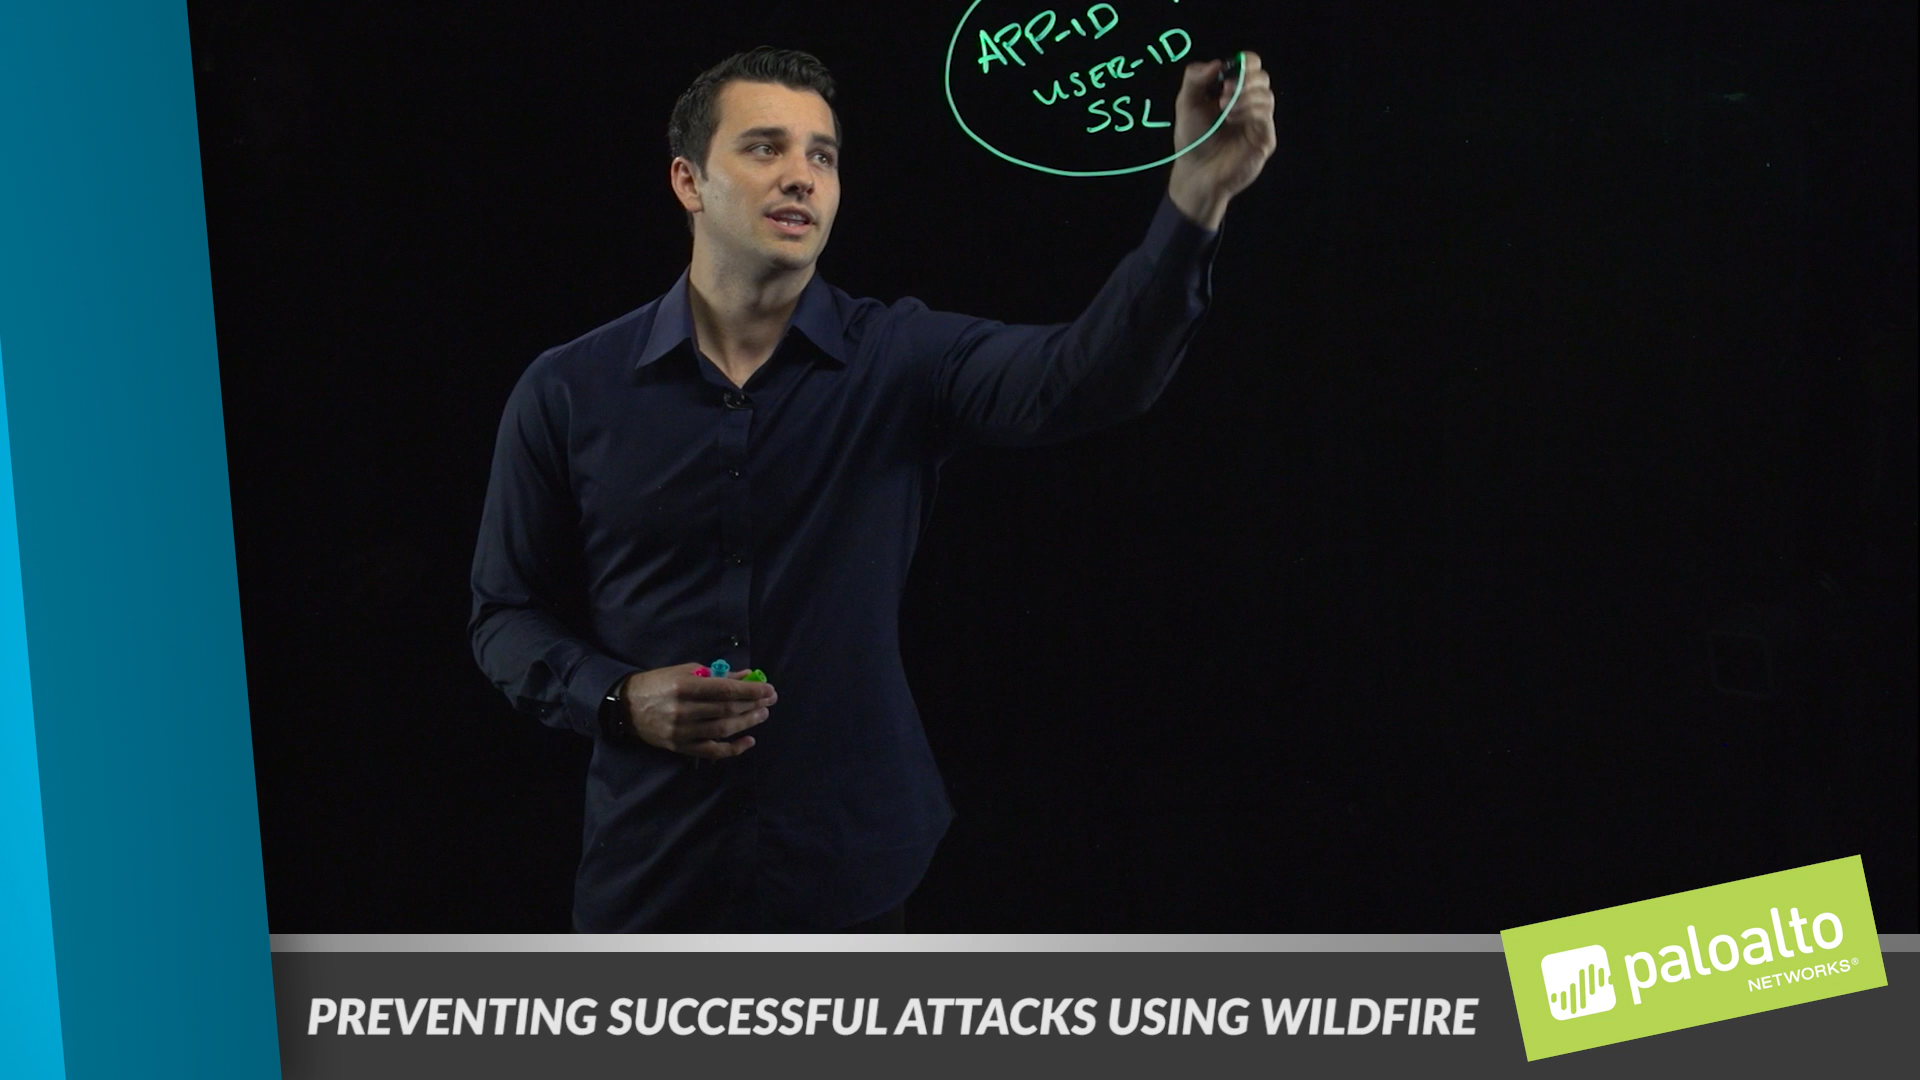 APP-ID
USER-ID
SSL
PREVENTING SUCCESSFUL ATTACKS USING WILDFIRE
paloalto
NETWORKS®